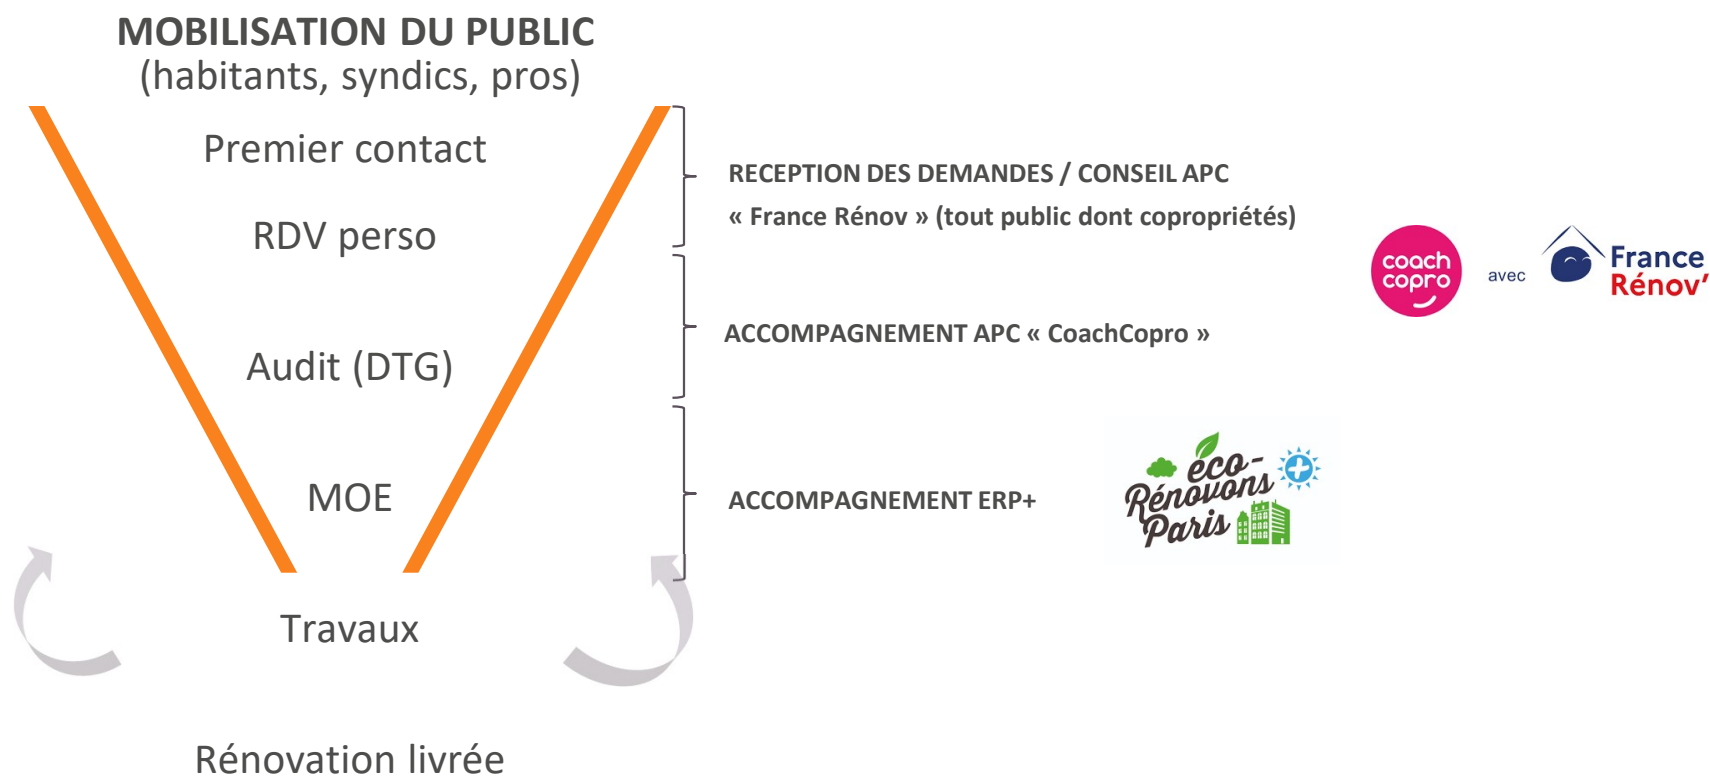 MOBILISATION DU PUBLIC
(habitants, syndics, pros)
Premier contact
RDV perso
Audit (DTG)
MOE
Travaux
Rénovation livrée
RECEPTION DES DEMANDES / CONSEIL APC
« France Rénov » (tout public dont copropriétés)
ACCOMPAGNEMENT APC « CoachCopro »
ACCOMPAGNEMENT ERP+
coach
copro
avec
France
Rénov'
éco-
Rénovons
Paris
+